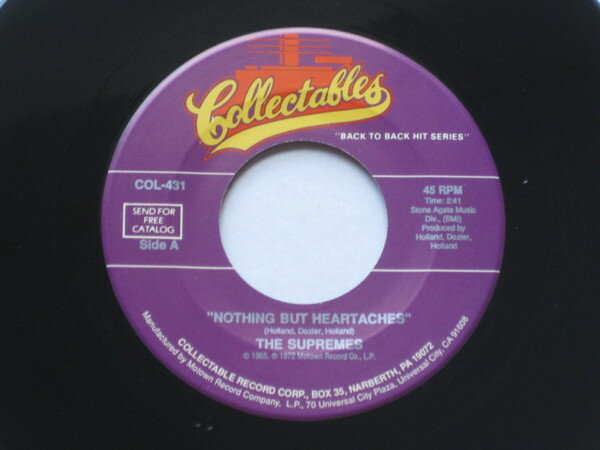 Collectables
"BACK TO BACK HIT SERIES"
COL-431
SEND FOR
FREE
CATALOG
Side A
45 RPM
Time: 2:41
Stone Agate Music
Div., (BMI)
Produced by
Holland, Dozier,
Holland
"NOTHING BUT HEARTACHES"
(Holland, Dozier, Holland)
THE SUPREMES
© 1965, ℗ 1972 Motown Record Co., L.P.
COLLECTABLE RECORD CORP., BOX 35, NARBERTH, PA 19072
Manufactured by Motown Record Company, L.P., 70 Universal City Plaza, Universal City, CA 91608